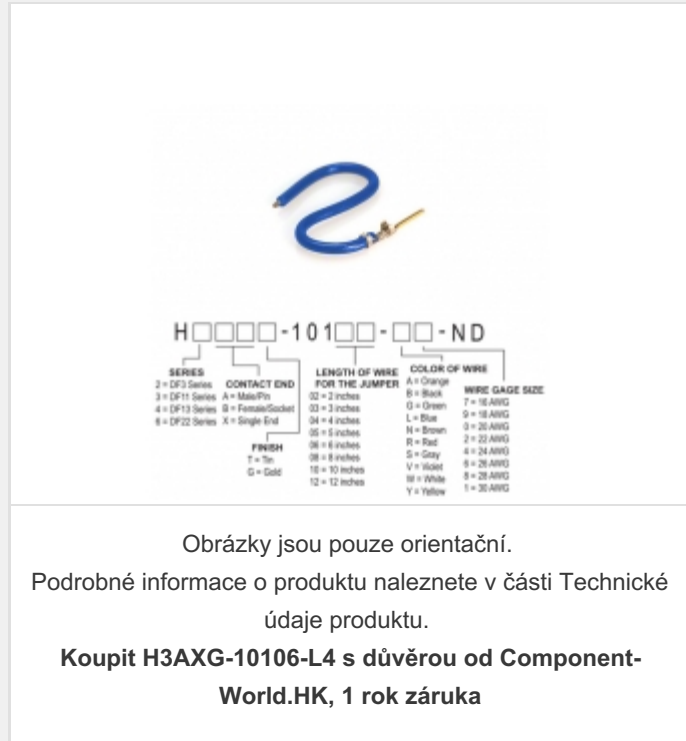 H□□□□-101□□-□□-ND
SERIES
2 = DF3 Series
3 = DF11 Series
4 = DF13 Series
6 = DF22 Series
CONTACT END
A = Male/Pin
B = Female/Socket
X = Single End
FINISH
T = Tin
G = Gold
LENGTH OF WIRE
FOR THE JUMPER
02 = 2 inches
03 = 3 inches
04 = 4 inches
05 = 5 inches
06 = 6 inches
08 = 8 inches
10 = 10 inches
12 = 12 inches
COLOR OF WIRE
A = Orange
B = Black
G = Green
L = Blue
N = Brown
R = Red
S = Gray
V = Violet
W = White
Y = Yellow
WIRE GAGE SIZE
7 = 16 AWG
9 = 18 AWG
0 = 20 AWG
2 = 22 AWG
4 = 24 AWG
6 = 26 AWG
8 = 28 AWG
1 = 30 AWG
Obrázky jsou pouze orientační.
Podrobné informace o produktu naleznete v části Technické
údaje produktu.
Koupit H3AXG-10106-L4 s důvěrou od Component-
World.HK, 1 rok záruka